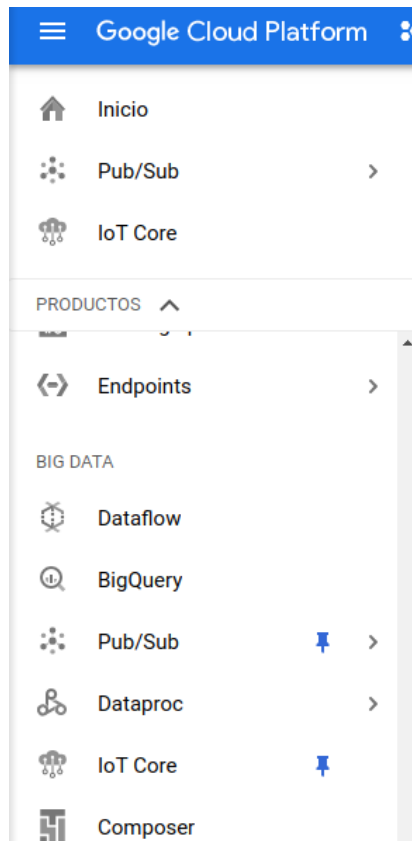 Google Cloud Platform
Inicio
Pub/Sub
IoT Core
PRODUCTOS
Endpoints
BIG DATA
Dataflow
BigQuery
Pub/Sub
Dataproc
IoT Core
Composer